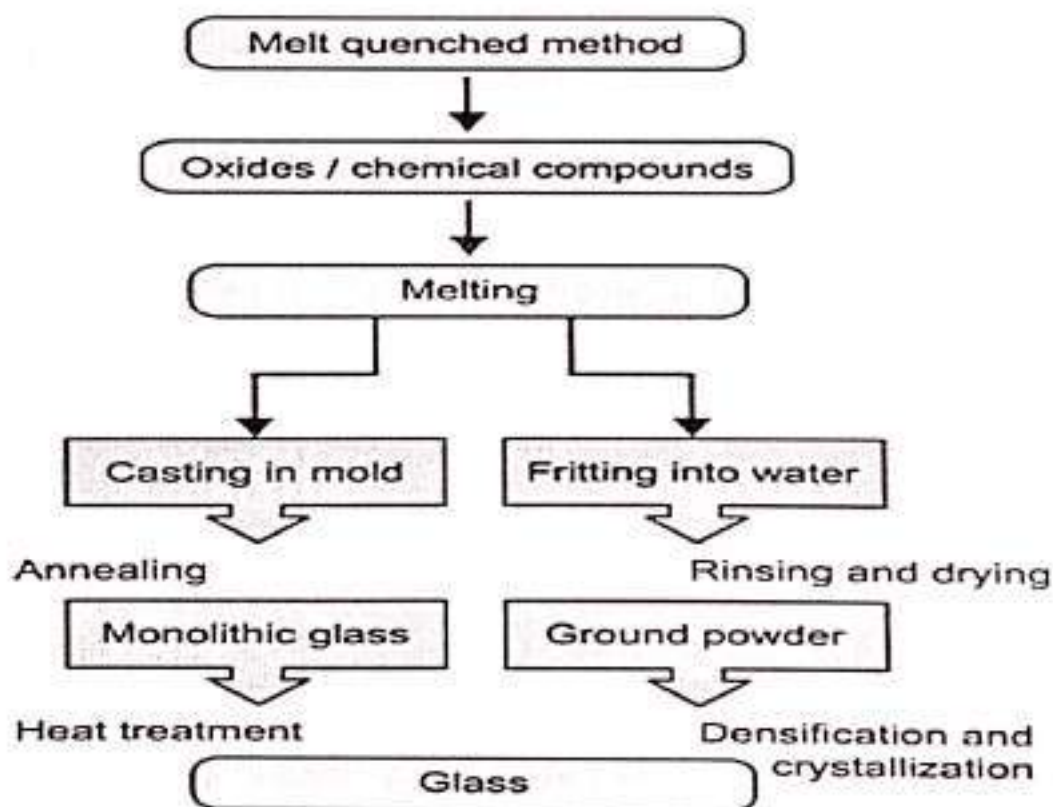 Melt quenched method
Oxides / chemical compounds
Melting
Casting in mold
Fritting into water
Annealing
Rinsing and drying
Monolithic glass
Ground powder
Heat treatment
Densification and
crystallization
Glass